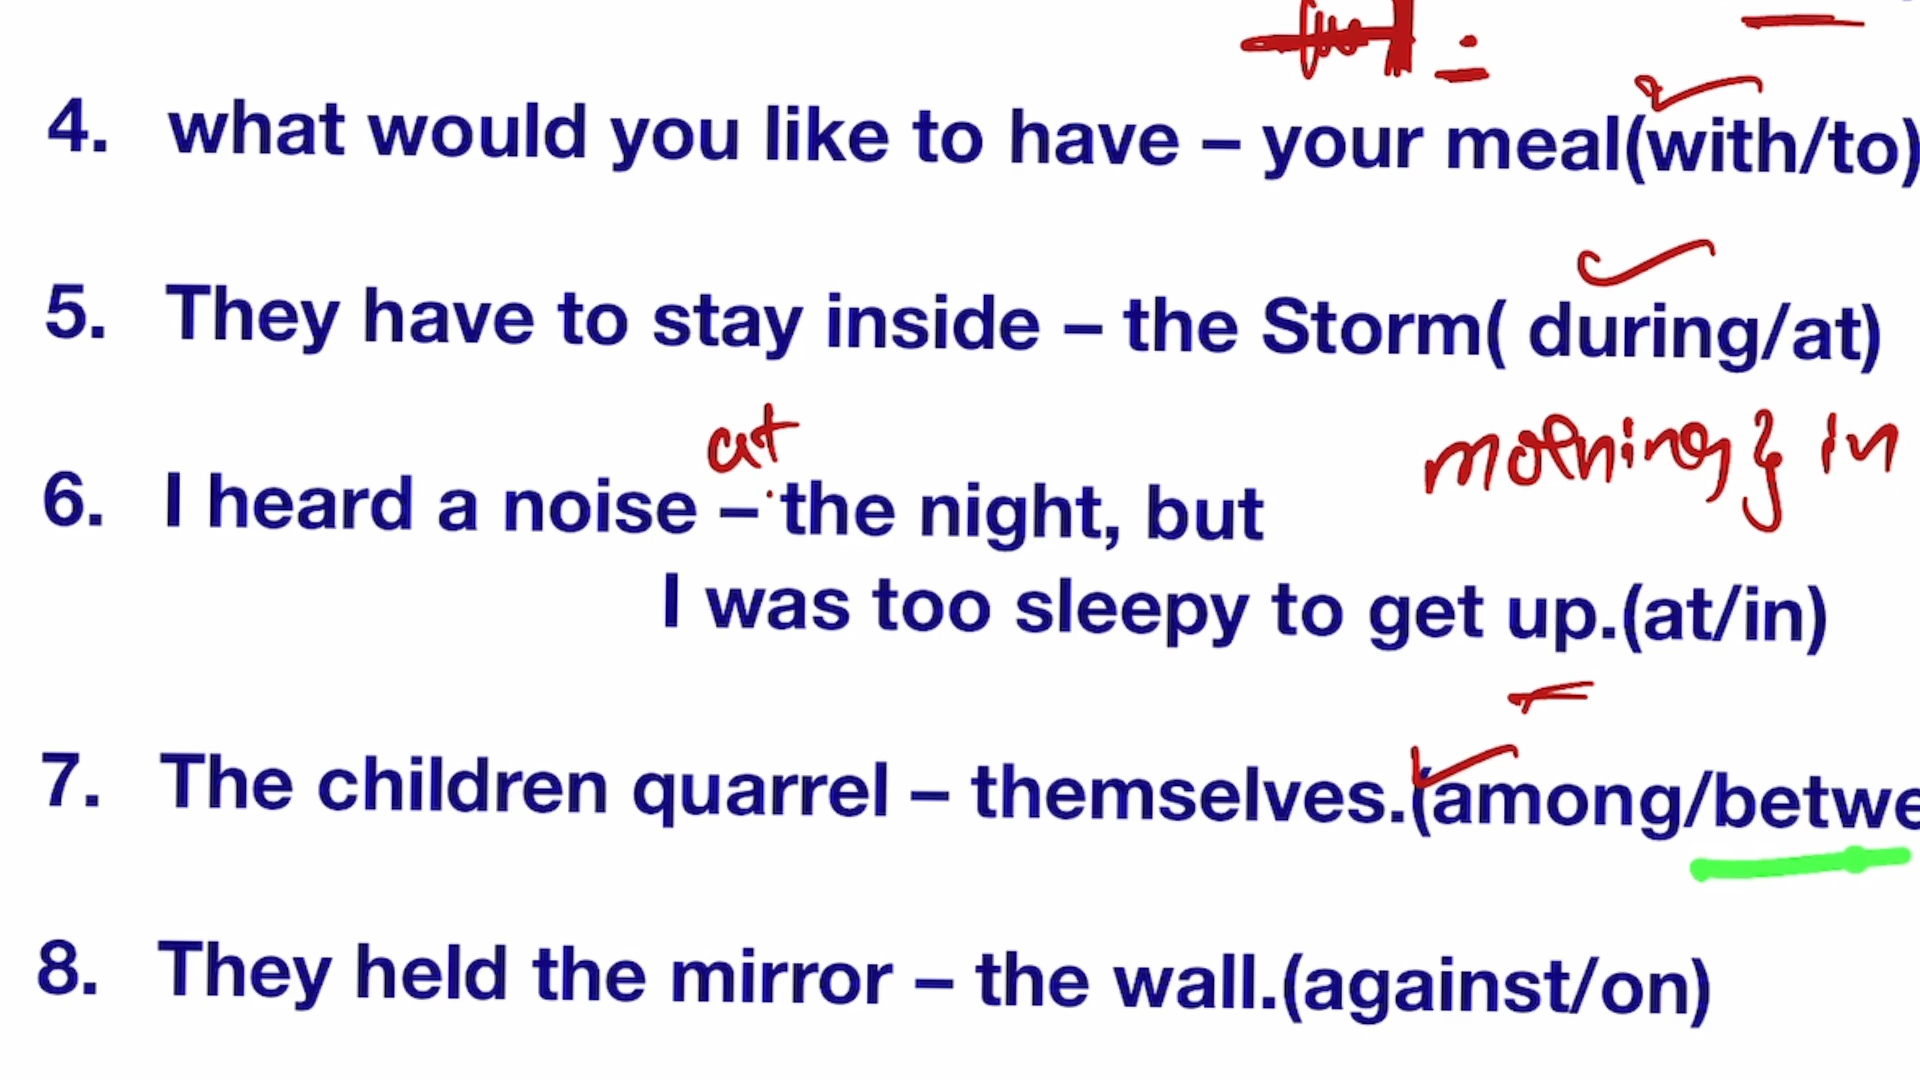 4. what would you like to have – your meal(with/to)
5. They have to stay inside – the Storm( during/at)
at
morning} in
6. I heard a noise – the night, but
I was too sleepy to get up.(at/in)
7. The children quarrel – themselves.(among/betwe
8. They held the mirror – the wall.(against/on)